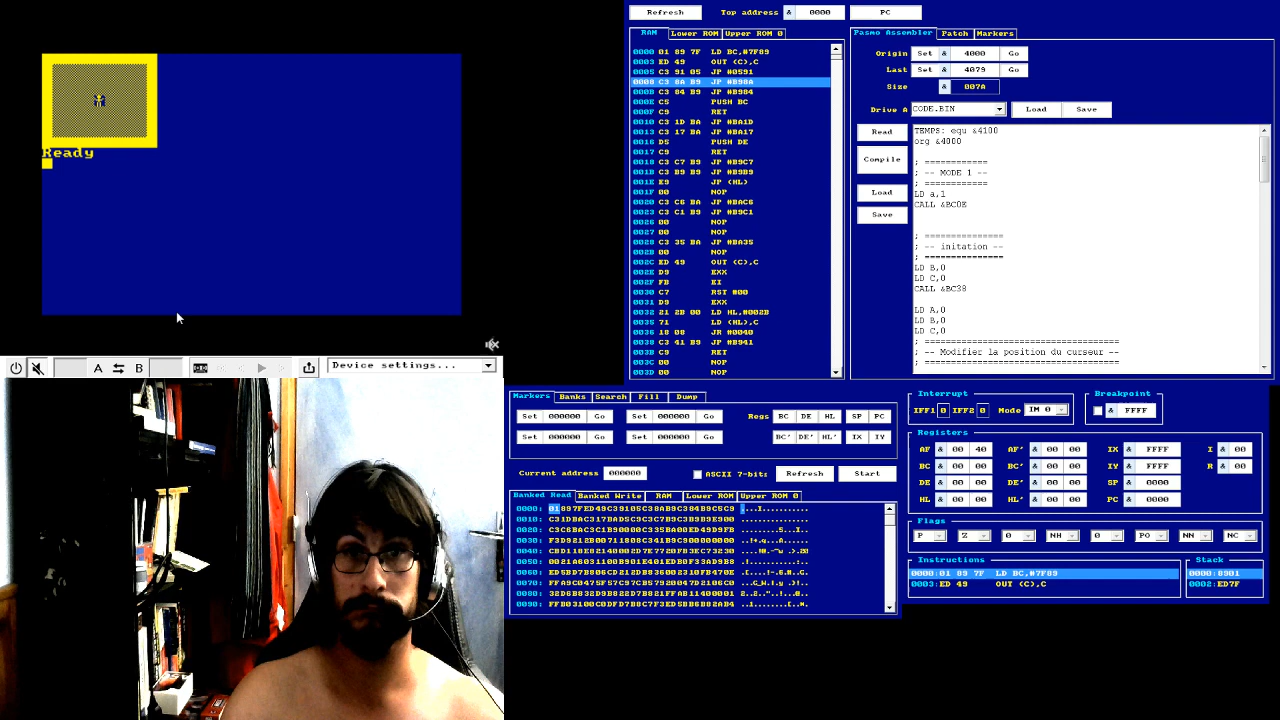 Refresh Top address & 0000 PC
RAM Lower ROM Upper ROM 0
0000 01 89 7F LD BC,#7F89
0003 ED 49 OUT (C),C
0005 C3 91 05 JP #0591
0008 C3 8A B9 JP #B98A
000B C3 84 B9 JP #B984
000E C5 PUSH BC
000F C9 RET
0010 C3 1D BA JP #BA1D
0013 C3 17 BA JP #BA17
0016 D5 PUSH DE
0017 C9 RET
0018 C3 C7 B9 JP #B9C7
001B C3 B9 B9 JP #B9B9
001E E9 JP (HL)
001F 00 NOP
0020 C3 C6 BA JP #BAC6
0023 C3 C1 B9 JP #B9C1
0026 00 NOP
0027 00 NOP
0028 C3 35 BA JP #BA35
002B 00 NOP
002C ED 49 OUT (C),C
002E D9 EXX
002F FB EI
0030 C7 RST #00
0031 D9 EXX
0032 21 2B 00 LD HL,#002B
0035 71 LD (HL),C
0036 18 08 JR #0040
0038 C3 41 B9 JP #B941
003B C9 RET
003C 00 NOP
003D 00 NOP
Pasmo Assembler Patch Markers
Origin Set & 4000 Go
Last Set & 4079 Go
Size & 007A
Drive A CODE.BIN Load Save
Read
Compile
Load
Save
TEMPS: equ &4100
org &4000
; ============
; -- MODE 1 --
; ============
LD a,1
CALL &BC0E
; ===============
; -- initation --
; ===============
LD B,0
LD C,0
CALL &BC38
LD A,0
LD B,0
LD C,0
; ================================
; -- Modifier la position du curseur --
; ================================
Ready
A B Device settings...
Markers Banks Search Fill Dump
Set 000000 Go Set 000000 Go Regs BC DE HL SP PC
Set 000000 Go Set 000000 Go BC' DE' HL' IX IY
Current address 000000 ASCII 7-bit: Refresh Start
Banked Read Banked Write RAM Lower ROM Upper ROM 0
0000: 01897FED49C39105C38AB9C384B9C5C9
0010: C31DBAC317BAD5C9C3C7B9C3B9B9E900
0020: C3C6BAC3C1B90000C335BA00ED49D9FB
0030: C7D9212B00711808C341B9C900000000
Interrupt
IFF1 0 IFF2 0 Mode IM 0
Breakpoint
& FFFF
Registers
AF & 00 40 AF' & 00 00 IX & FFFF I & 00
BC & 00 00 BC' & 00 00 IY & FFFF R & 00
DE & 00 00 DE' & 00 00 SP & 0000
HL & 00 00 HL' & 00 00 PC & 0000
Flags
P Z 0 NH 0 PO NN NC
Instructions
0000:01 89 7F LD BC,#7F89
0003:ED 49 OUT (C),C
Stack
0000:8901
0002:ED7F